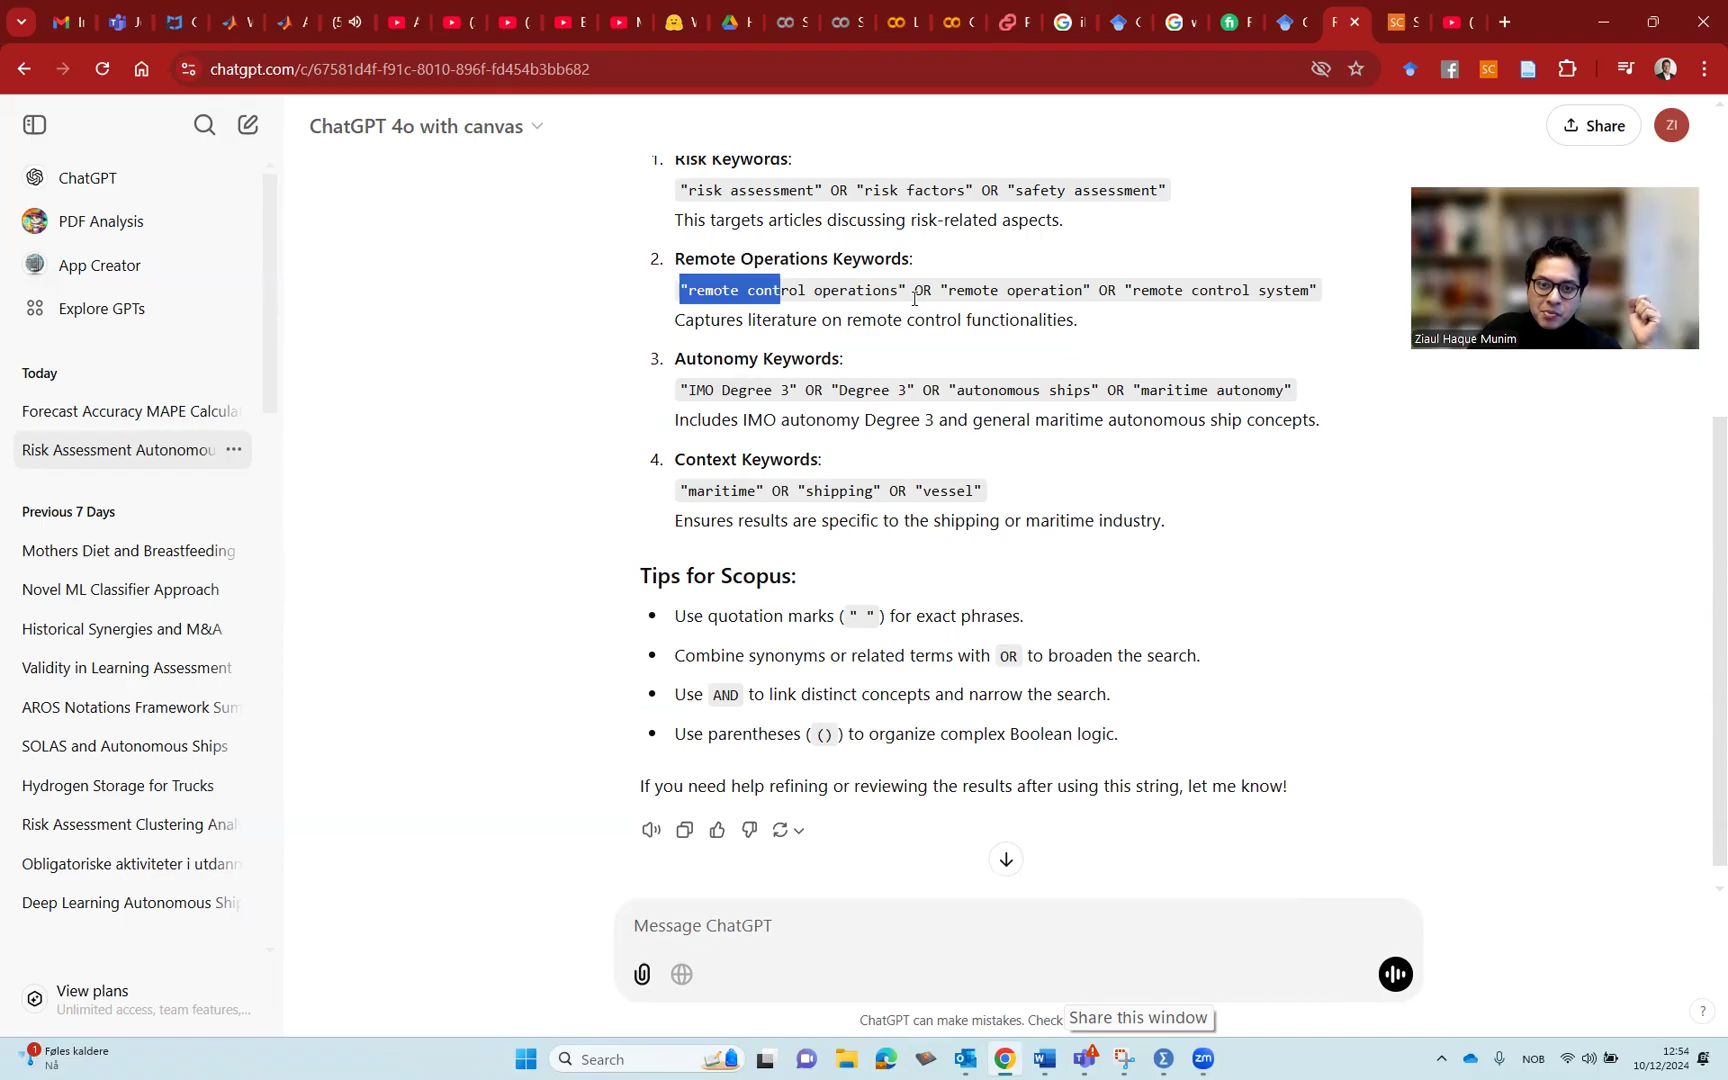 chatgpt.com/c/67581d4f-f91c-8010-896f-fd454b3bb682
ChatGPT 4o with canvas
Share
ZI
ChatGPT
PDF Analysis
App Creator
Explore GPTs
Today
Forecast Accuracy MAPE Calcula
Risk Assessment Autonomou
Previous 7 Days
Mothers Diet and Breastfeeding
Novel ML Classifier Approach
Historical Synergies and M&A
Validity in Learning Assessment
AROS Notations Framework Sum
SOLAS and Autonomous Ships
Hydrogen Storage for Trucks
Risk Assessment Clustering Anal
Obligatoriske aktiviteter i utdann
Deep Learning Autonomous Ship
View plans
Unlimited access, team features,...
1. Risk Keywords:
"risk assessment" OR "risk factors" OR "safety assessment"
This targets articles discussing risk-related aspects.
2. Remote Operations Keywords:
"remote control operations" OR "remote operation" OR "remote control system"
Captures literature on remote control functionalities.
3. Autonomy Keywords:
"IMO Degree 3" OR "Degree 3" OR "autonomous ships" OR "maritime autonomy"
Includes IMO autonomy Degree 3 and general maritime autonomous ship concepts.
4. Context Keywords:
"maritime" OR "shipping" OR "vessel"
Ensures results are specific to the shipping or maritime industry.
Tips for Scopus:
• Use quotation marks (" ") for exact phrases.
• Combine synonyms or related terms with OR to broaden the search.
• Use AND to link distinct concepts and narrow the search.
• Use parentheses (()) to organize complex Boolean logic.
If you need help refining or reviewing the results after using this string, let me know!
Message ChatGPT
ChatGPT can make mistakes. Check
Share this window
?
Ziaul Haque Munim
1
Føles kaldere
Nå
Search
zm
NOB
12:54
10/12/2024